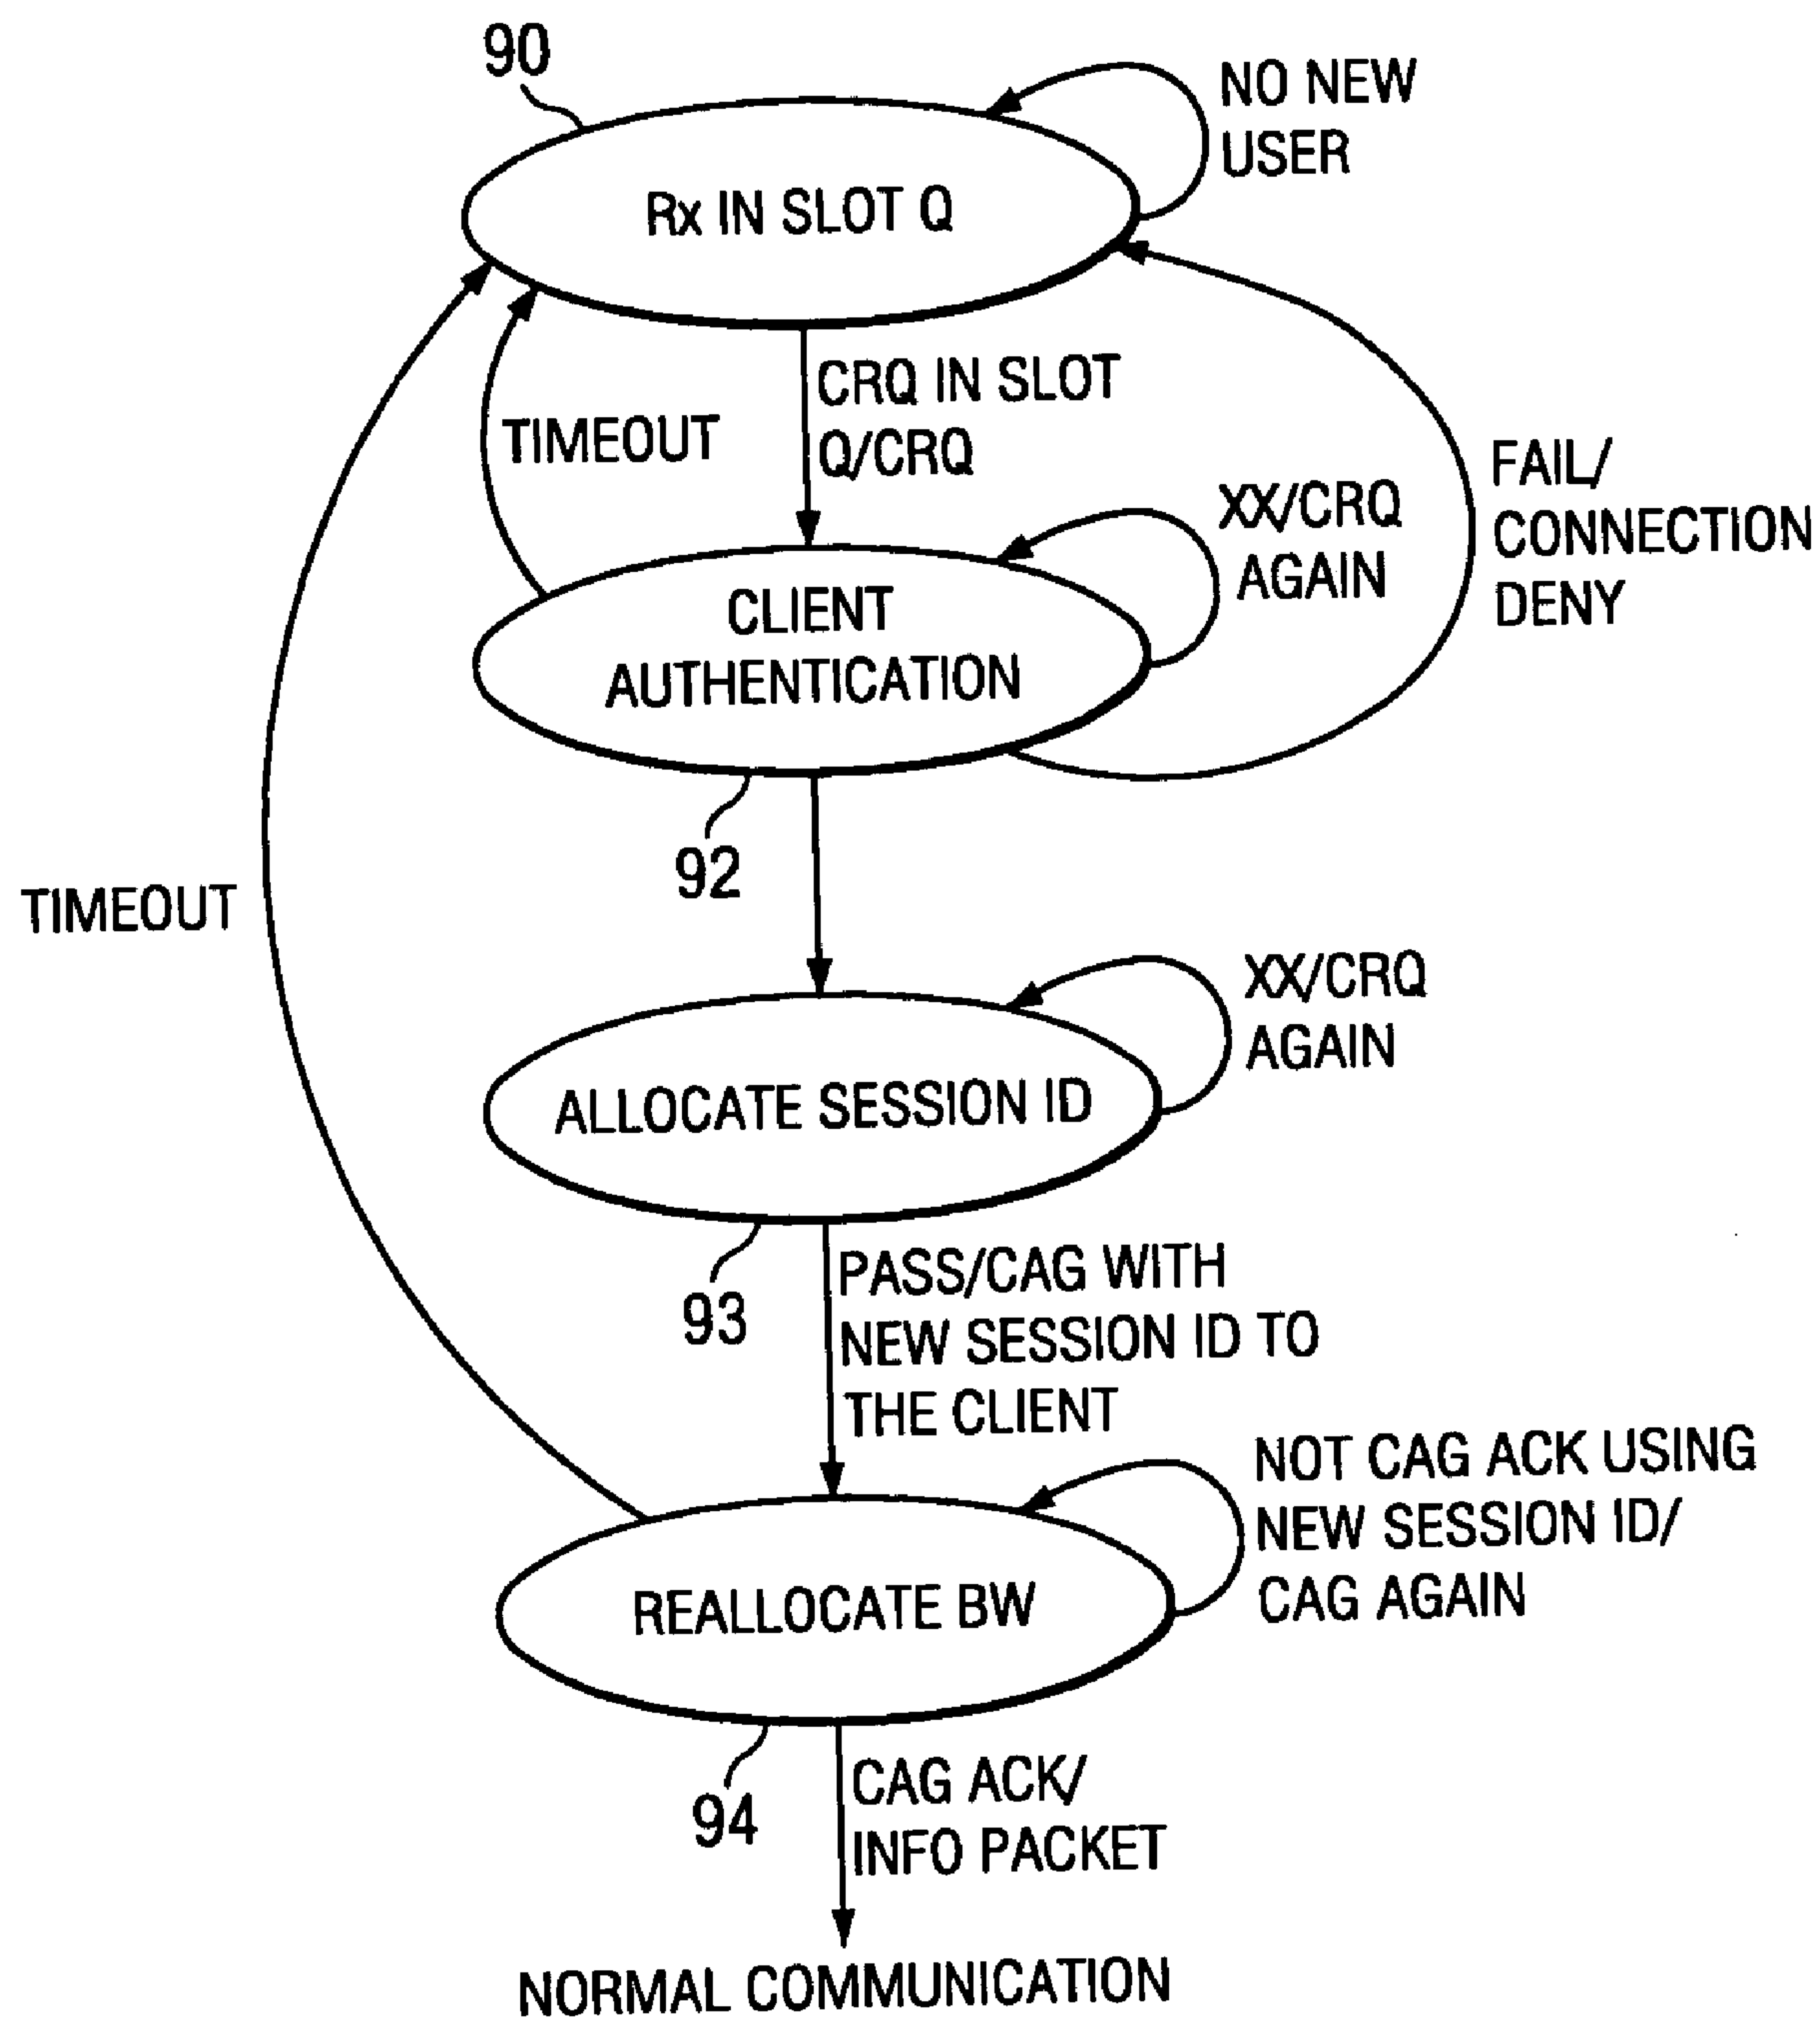 90
NO NEW
USER
Rx IN SLOT Q
CRQ IN SLOT
Q/CRQ
TIMEOUT
FAIL/
CONNECTION
DENY
XX/CRQ
AGAIN
CLIENT
AUTHENTICATION
92
TIMEOUT
XX/CRQ
AGAIN
ALLOCATE SESSION ID
93
PASS/CAG WITH
NEW SESSION ID TO
THE CLIENT
NOT CAG ACK USING
NEW SESSION ID/
CAG AGAIN
REALLOCATE BW
94
CAG ACK/
INFO PACKET
NORMAL COMMUNICATION